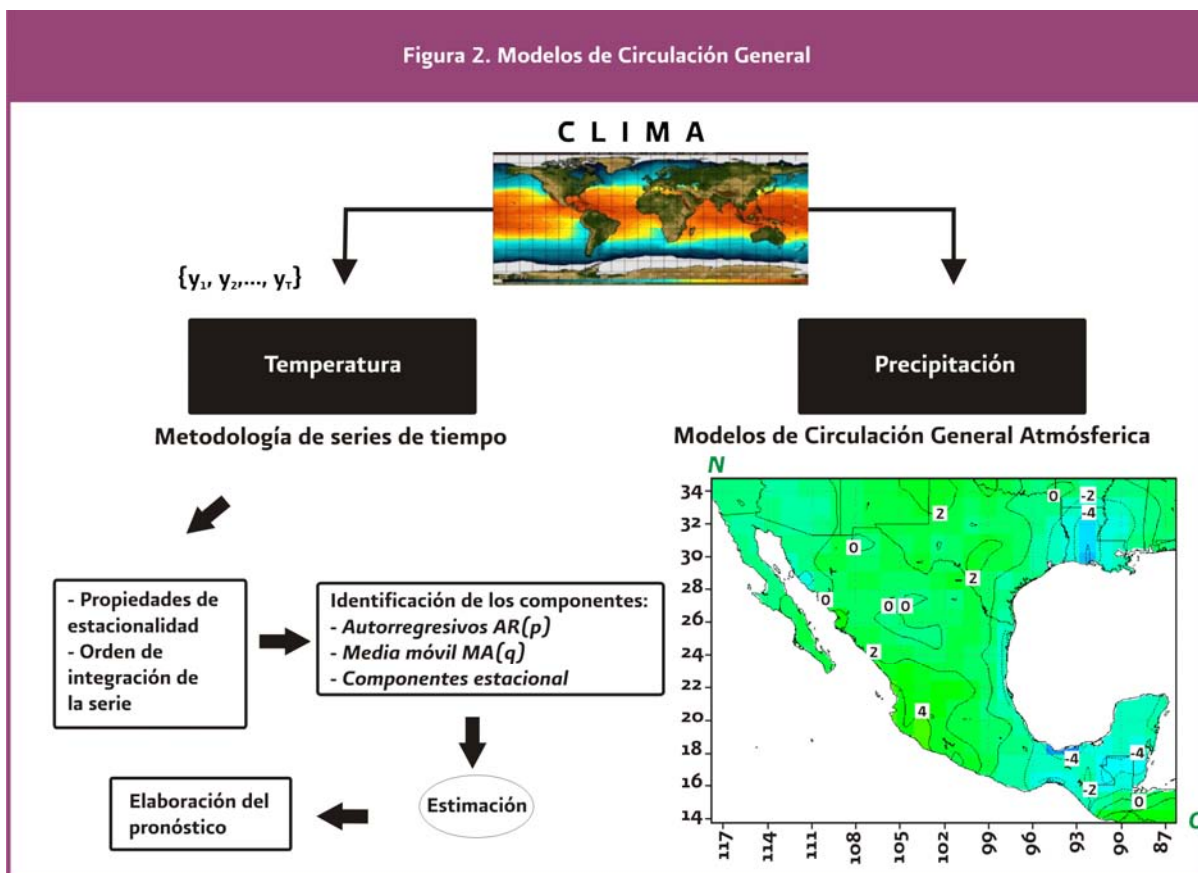 Figura 2. Modelos de Circulación General
C L I M A
{y₁, y₂,..., yₜ}
Temperatura
Precipitación
Metodología de series de tiempo
Modelos de Circulación General Atmósferica
- Propiedades de
estacionalidad
- Orden de
integración de
la serie
Identificación de los componentes:
- Autorregresivos AR(p)
- Media móvil MA(q)
- Componentes estacional
Estimación
Elaboración del
pronóstico
N
34
32
30
28
26
24
22
20
18
16
14
0
-2
-4
2
0
2
0
0 0
2
4
-4
-4
-2
0
O
117
114
111
108
105
102
99
96
93
90
87